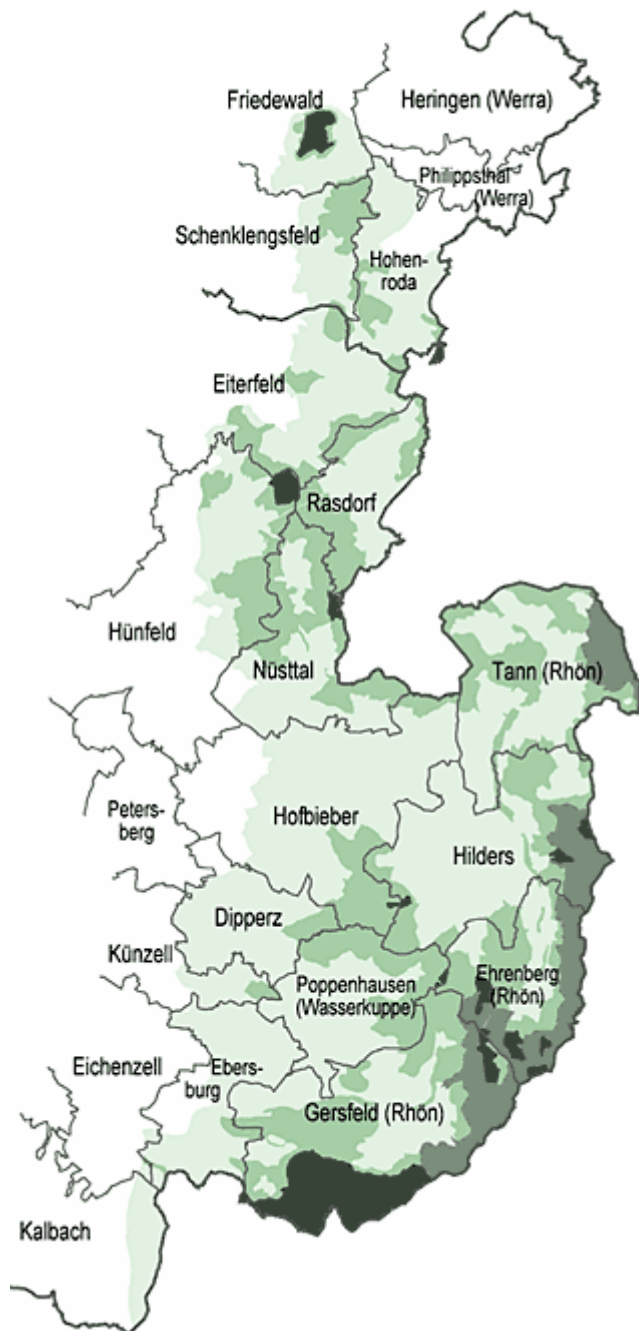 Friedewald
Heringen (Werra)
Philippsthal
(Werra)
Schenklengsfeld
Hohen-
roda
Eiterfeld
Rasdorf
Hünfeld
Nüsttal
Tann (Rhön)
Peters-
berg
Hofbieber
Hilders
Dipperz
Künzell
Poppenhausen
(Wasserkuppe)
Ehrenberg
(Rhön)
Eichenzell
Ebers-
burg
Gersfeld (Rhön)
Kalbach